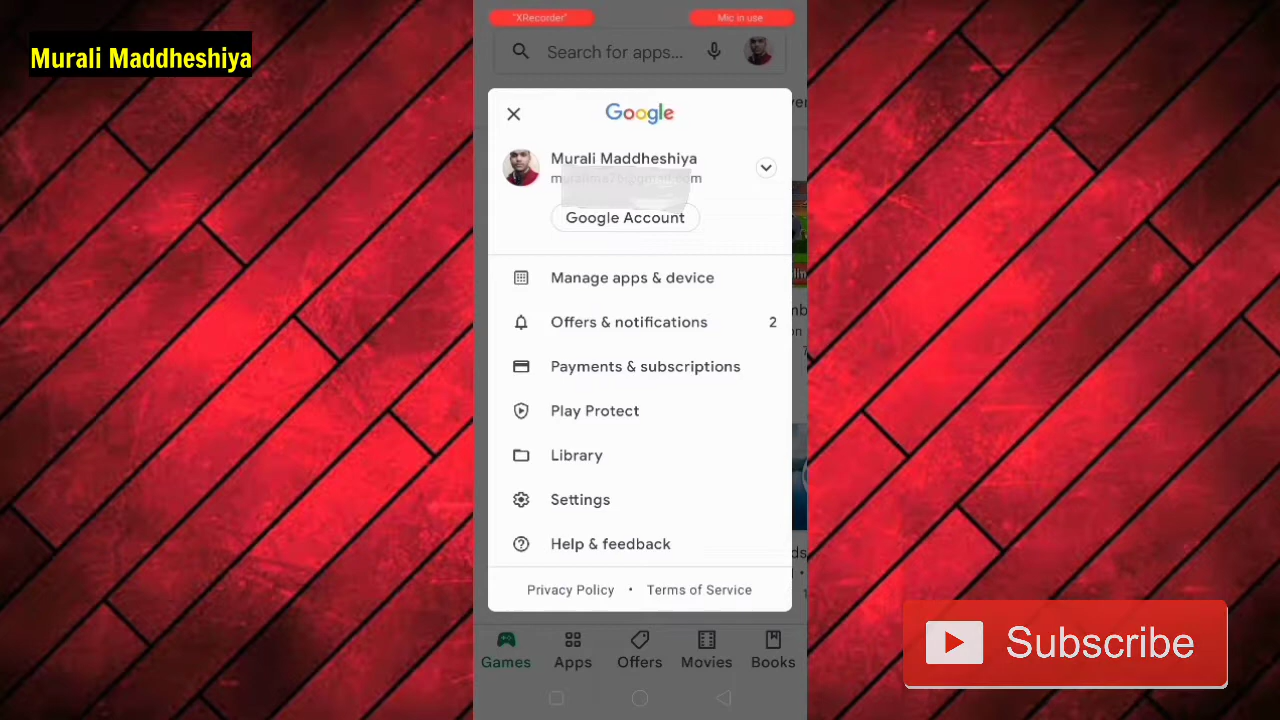 Murali Maddheshiya
"XRecorder"
Mic in use
Search for apps...
Google
Murali Maddheshiya
Google Account
Manage apps & device
Offers & notifications 2
Payments & subscriptions
Play Protect
Library
Settings
Help & feedback
Privacy Policy • Terms of Service
Games Apps Offers Movies Books
Subscribe